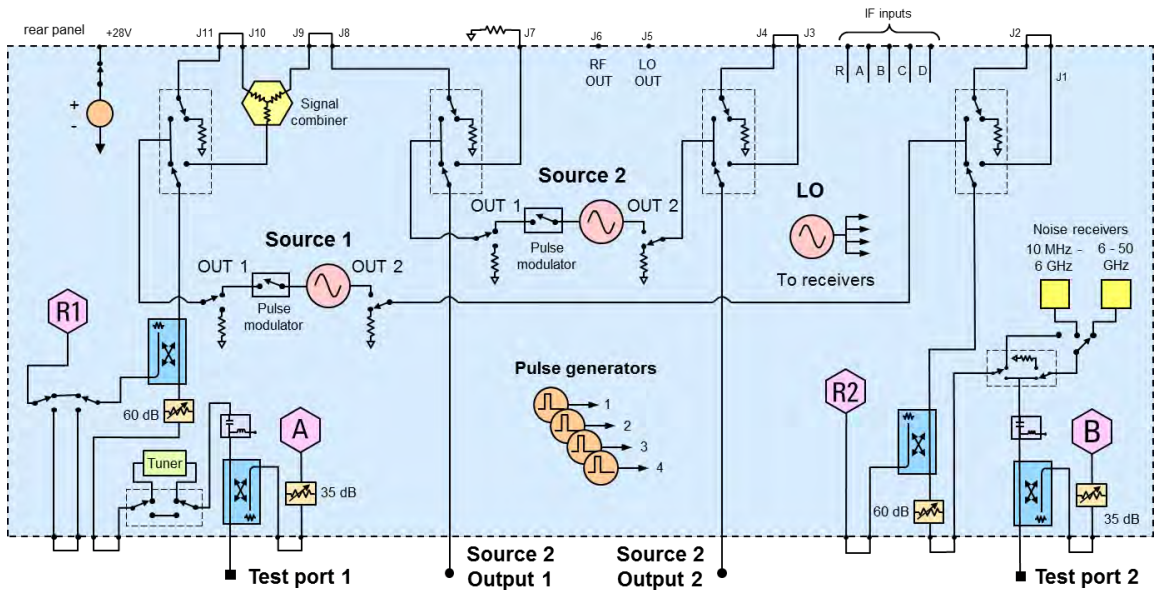 rear panel
+28V
J11
J10
J9
J8
J7
J6
J5
J4
J3
IF inputs
J2
J1
RF
OUT
LO
OUT
R
A
B
C
D
+
-
Signal
combiner
Source 2
OUT 1
OUT 2
Pulse
modulator
LO
To receivers
Noise receivers
10 MHz –
6 GHz
6 - 50
GHz
Source 1
OUT 1
OUT 2
Pulse
modulator
R1
60 dB
Tuner
A
35 dB
Pulse generators
1
2
3
4
R2
60 dB
B
35 dB
Test port 1
Source 2
Output 1
Source 2
Output 2
Test port 2